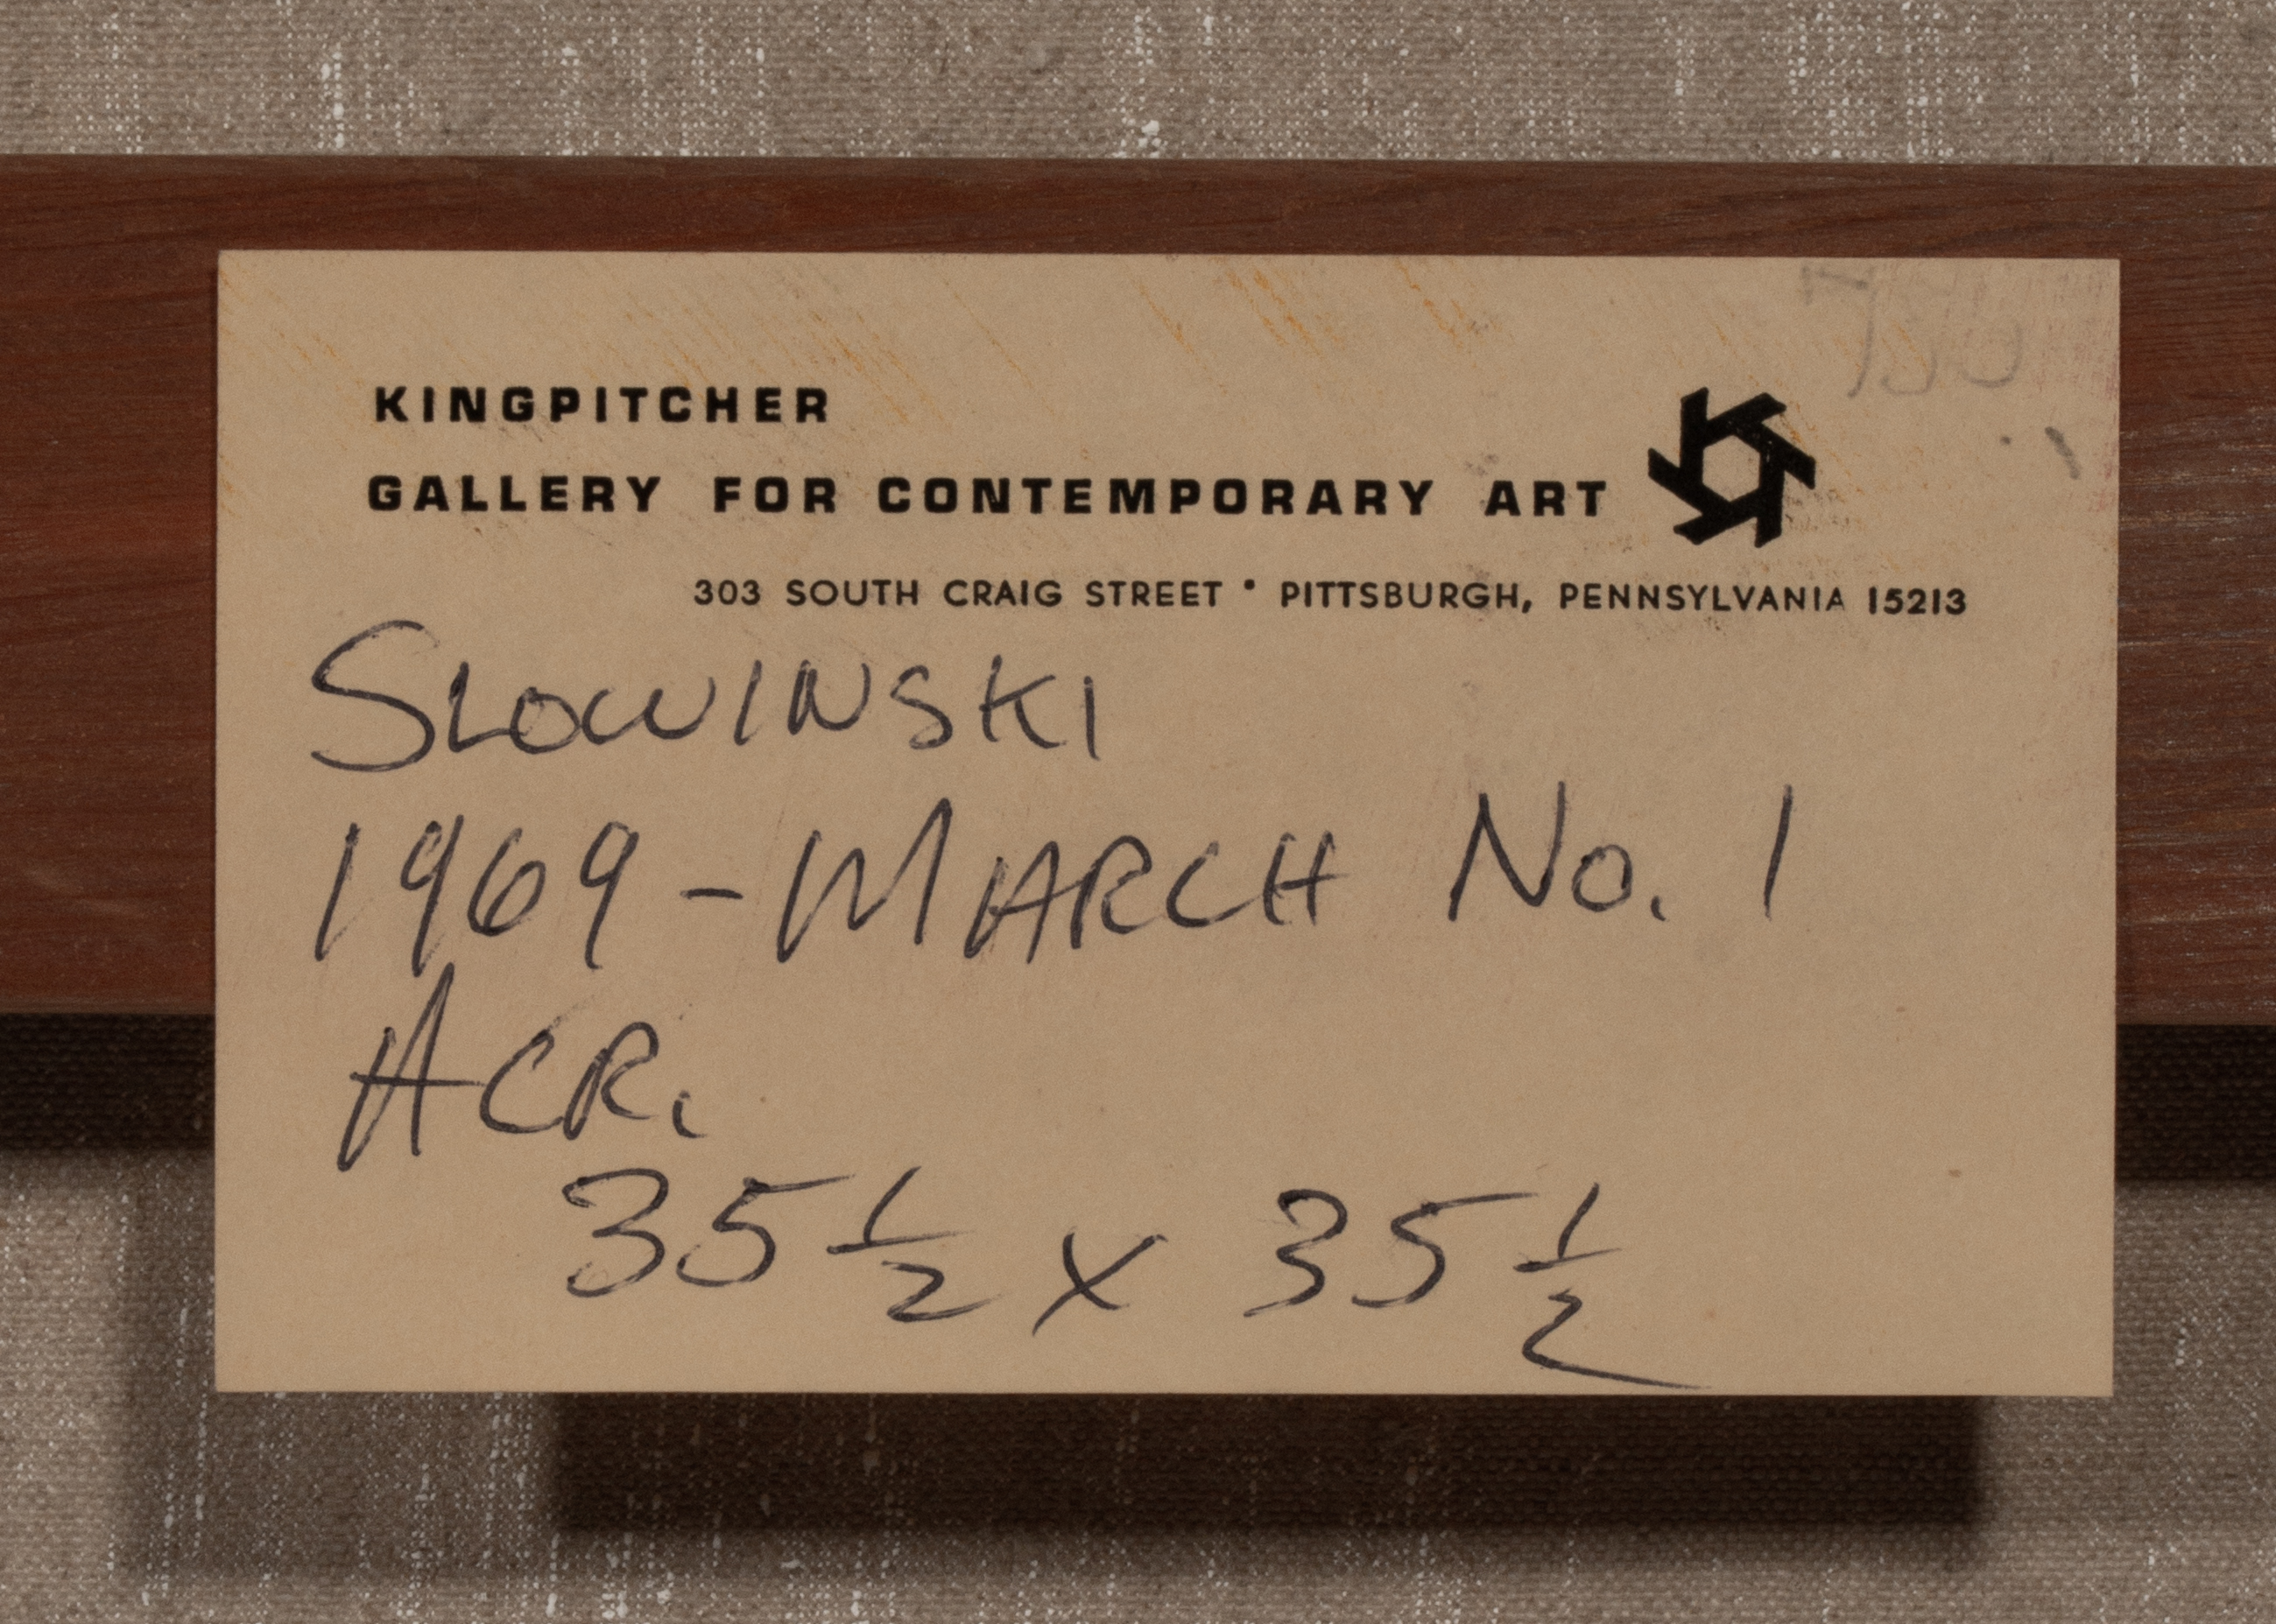 KINGPITCHER
GALLERY FOR CONTEMPORARY ART
303 SOUTH CRAIG STREET • PITTSBURGH, PENNSYLVANIA 15213
SLOWINSKI
1969 - MARCH No. 1
ACR.
35 1/2 x 35 1/2